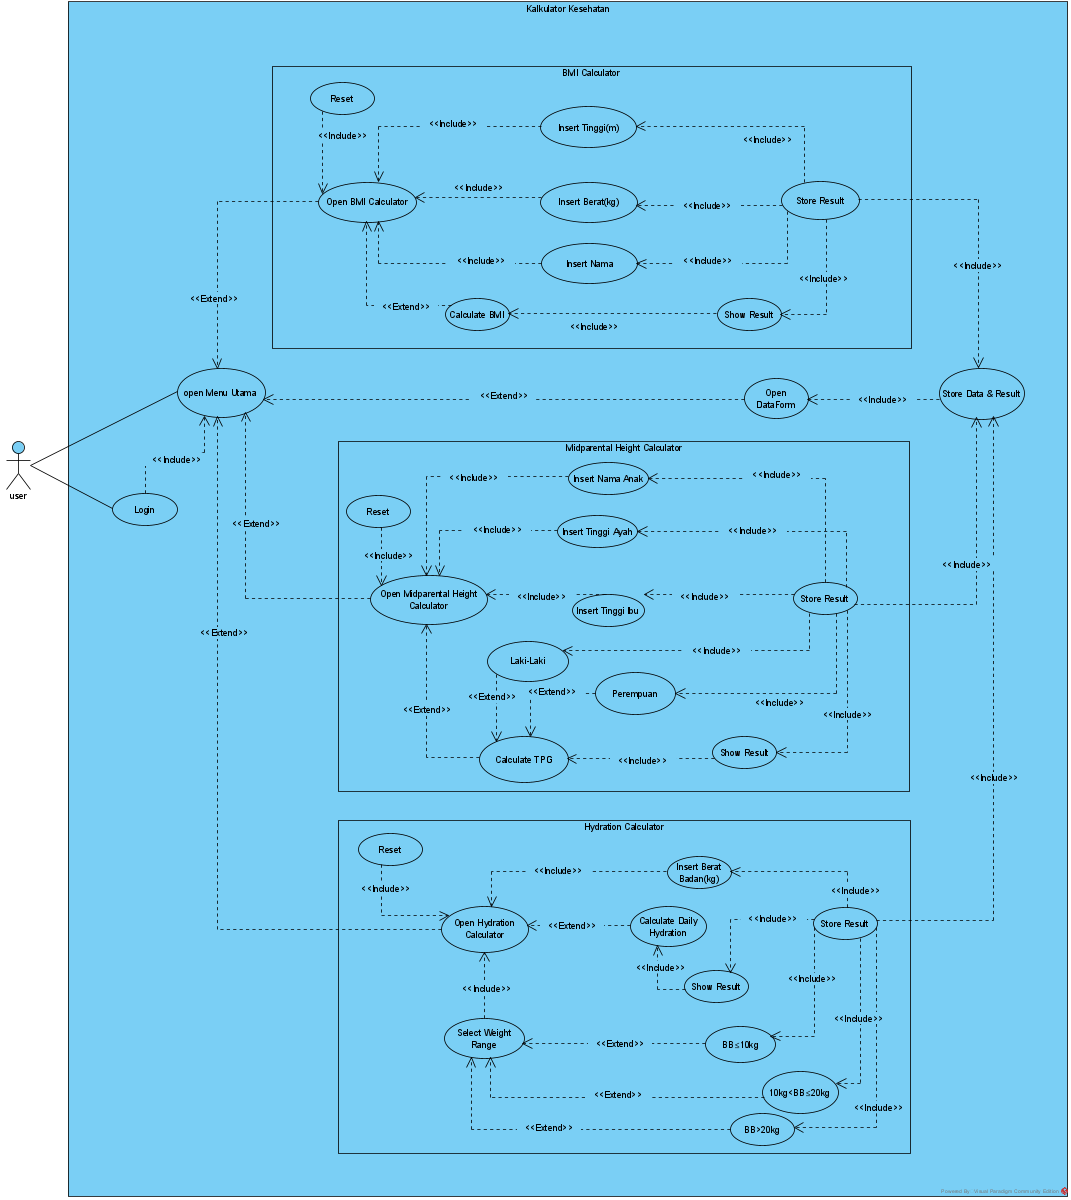 Kalkulator Kesehatan
BMI Calculator
Reset
<<Include>>
<<Include>>
Insert Tinggi(m)
<<Include>>
Open BMI Calculator
<<Include>>
Insert Berat(kg)
<<Include>>
Store Result
<<Include>>
Insert Nama
<<Include>>
<<Include>>
<<Include>>
<<Extend>>
<<Extend>>
Calculate BMI
<<Include>>
Show Result
open Menu Utama
<<Extend>>
Open
DataForm
<<Include>>
Store Data & Result
user
Login
<<Include>>
<<Extend>>
<<Extend>>
Midparental Height Calculator
<<Include>>
Insert Nama Anak
<<Include>>
Reset
<<Include>>
<<Include>>
Insert Tinggi Ayah
<<Include>>
<<Include>>
Open Midparental Height
Calculator
<<Include>>
Insert Tinggi Ibu
<<Include>>
Store Result
Laki-Laki
<<Include>>
<<Extend>>
<<Extend>>
Perempuan
<<Include>>
<<Extend>>
<<Include>>
Calculate TPG
<<Include>>
Show Result
<<Include>>
Hydration Calculator
Reset
<<Include>>
<<Include>>
Insert Berat
Badan(kg)
<<Include>>
Open Hydration
Calculator
<<Extend>>
Calculate Daily
Hydration
<<Include>>
Store Result
<<Include>>
Show Result
<<Include>>
<<Include>>
<<Include>>
Select Weight
Range
<<Extend>>
BB≤10kg
<<Extend>>
10kg<BB≤20kg
<<Include>>
<<Extend>>
BB>20kg
Powered By Visual Paradigm Community Edition